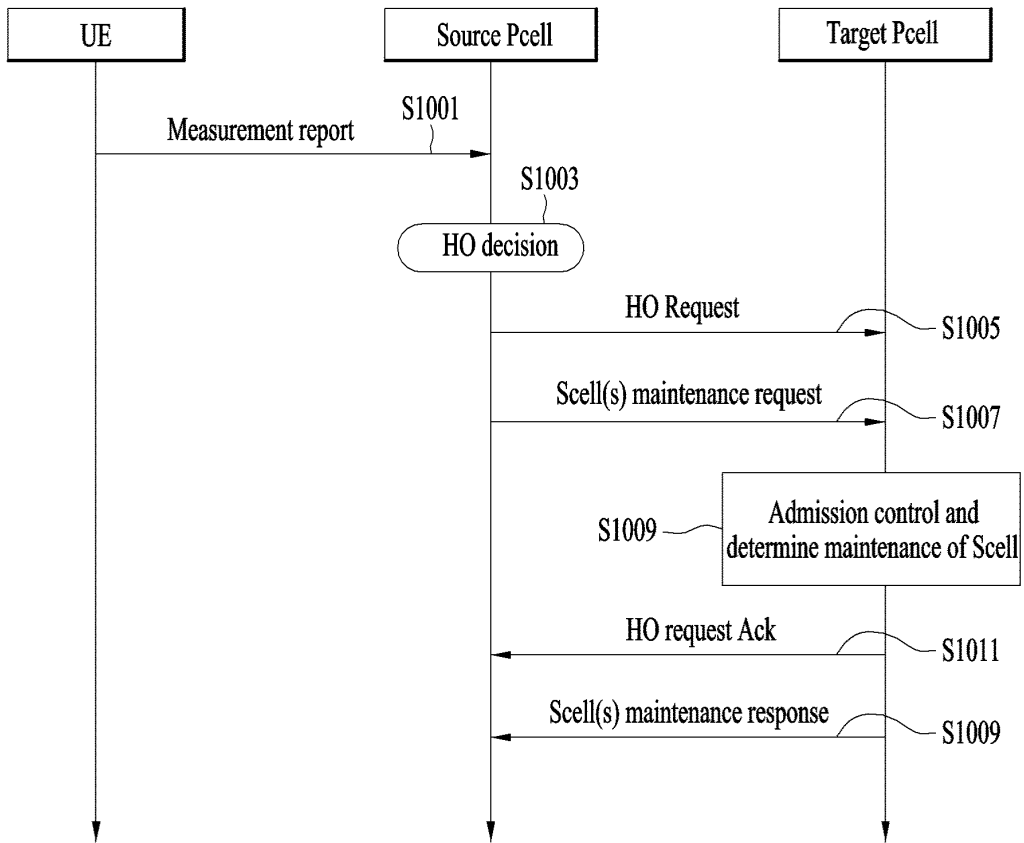 UE
Source Pcell
Target Pcell
S1001
Measurement report
S1003
HO decision
HO Request
S1005
Scell(s) maintenance request
S1007
Admission control and
determine maintenance of Scell
S1009
HO request Ack
S1011
Scell(s) maintenance response
S1009